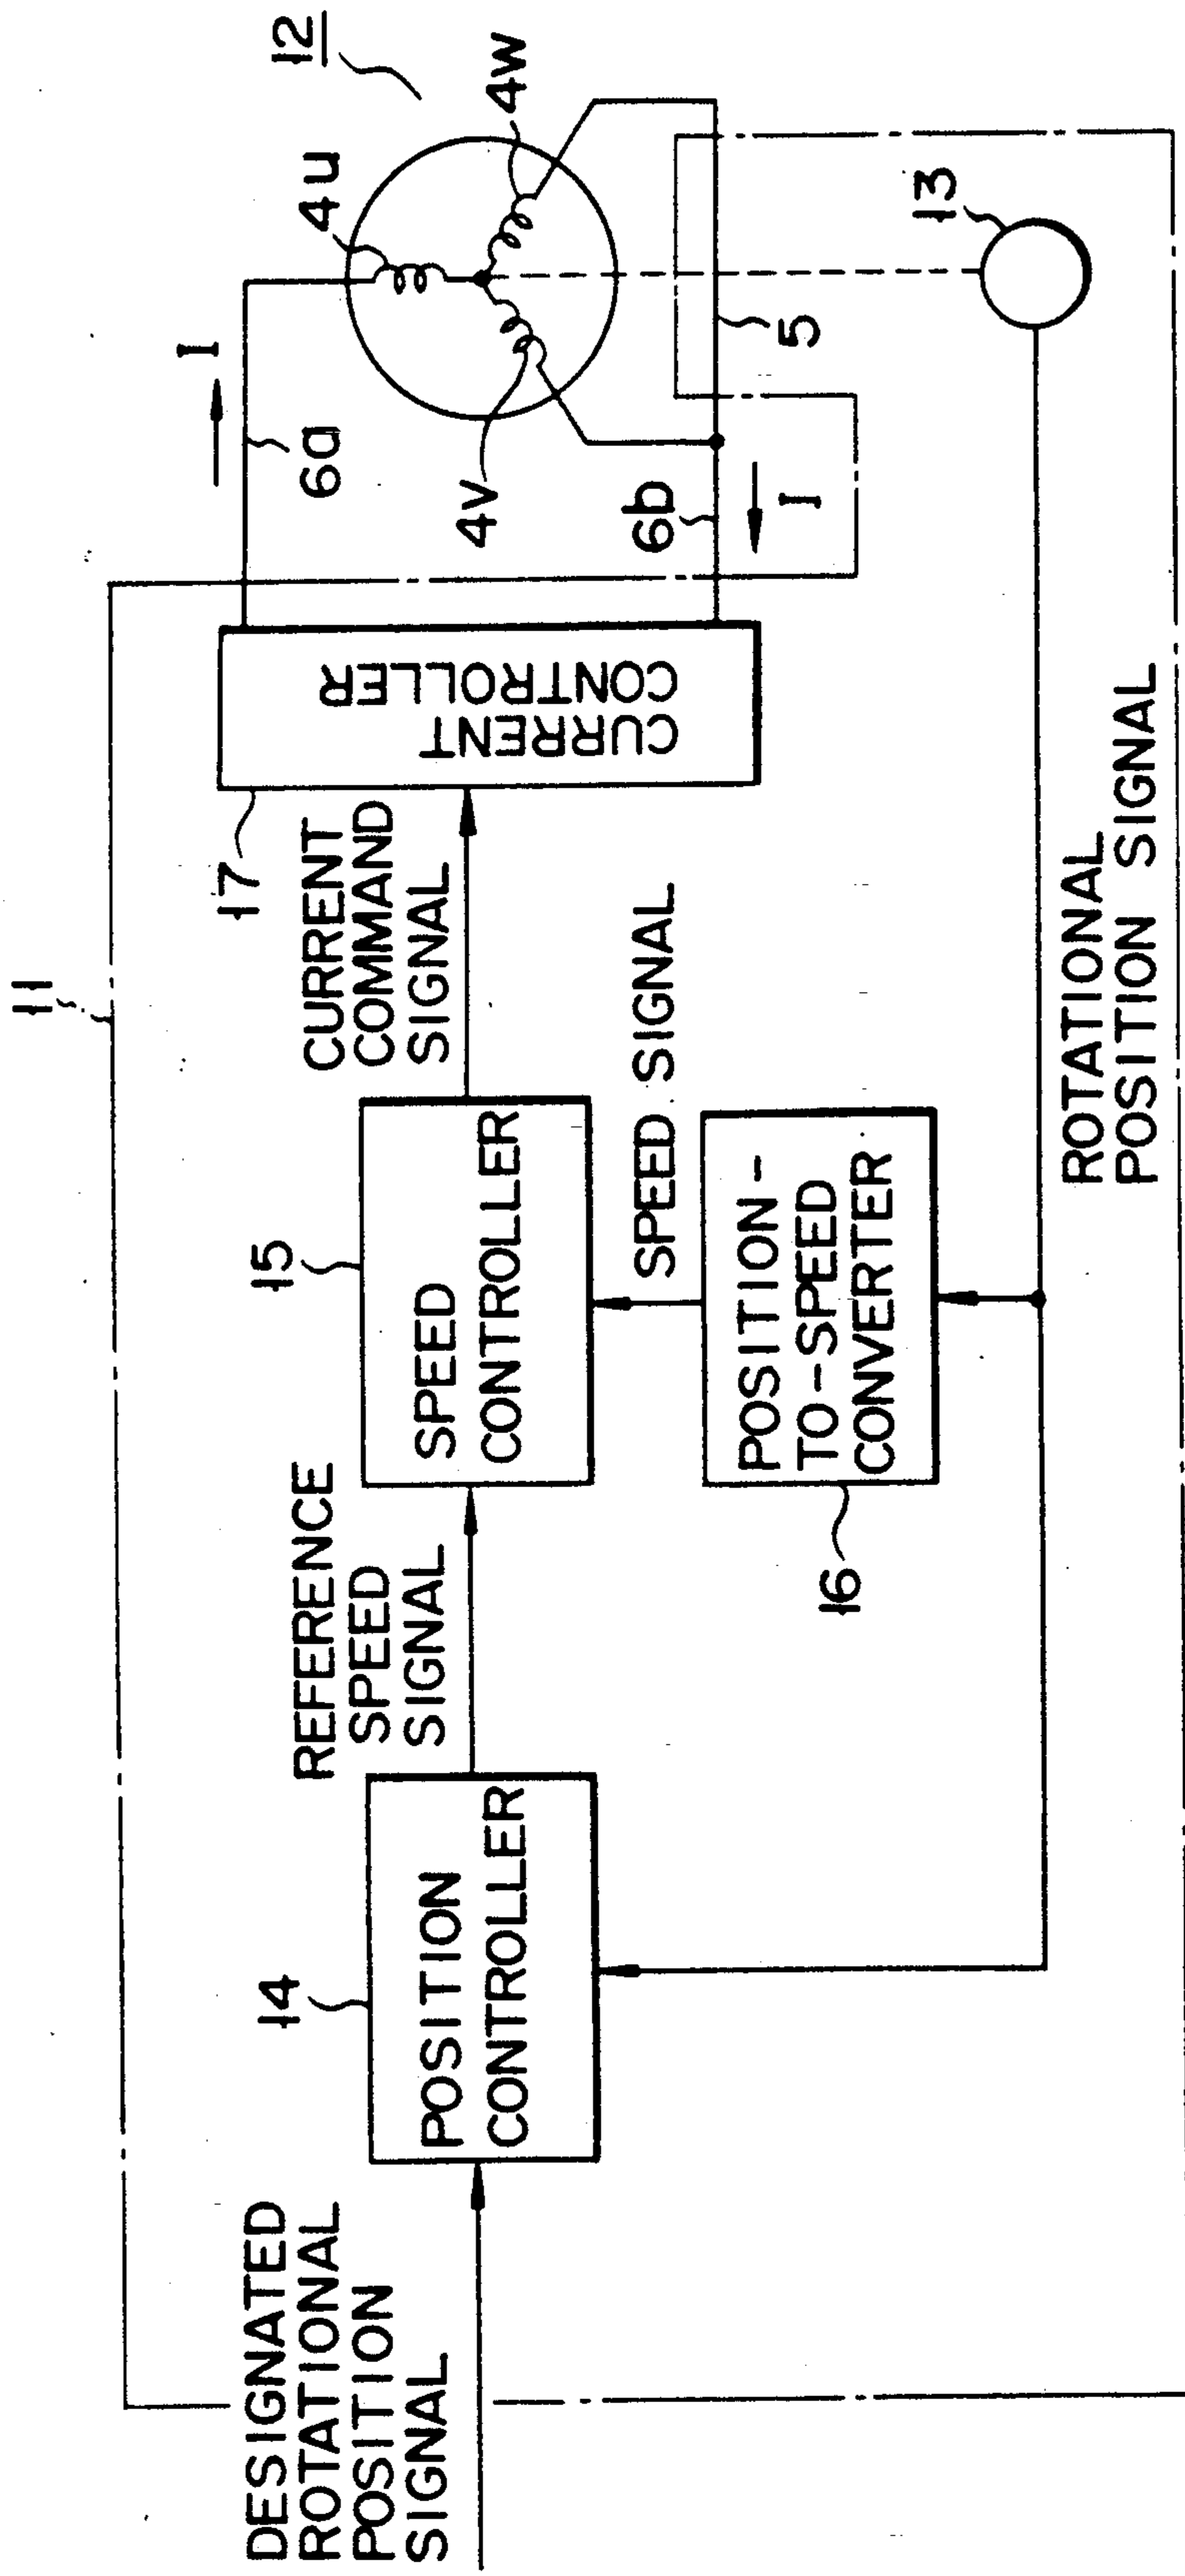 11
12
I
6a
4u
4w
4v
6b
I
5
13
17
CURRENT
CONTROLLER
CURRENT
COMMAND
SIGNAL
15
SPEED
CONTROLLER
SPEED SIGNAL
POSITION-
TO-SPEED
CONVERTER
16
REFERENCE
SPEED
SIGNAL
14
POSITION
CONTROLLER
DESIGNATED
ROTATIONAL
POSITION
SIGNAL
ROTATIONAL
POSITION SIGNAL